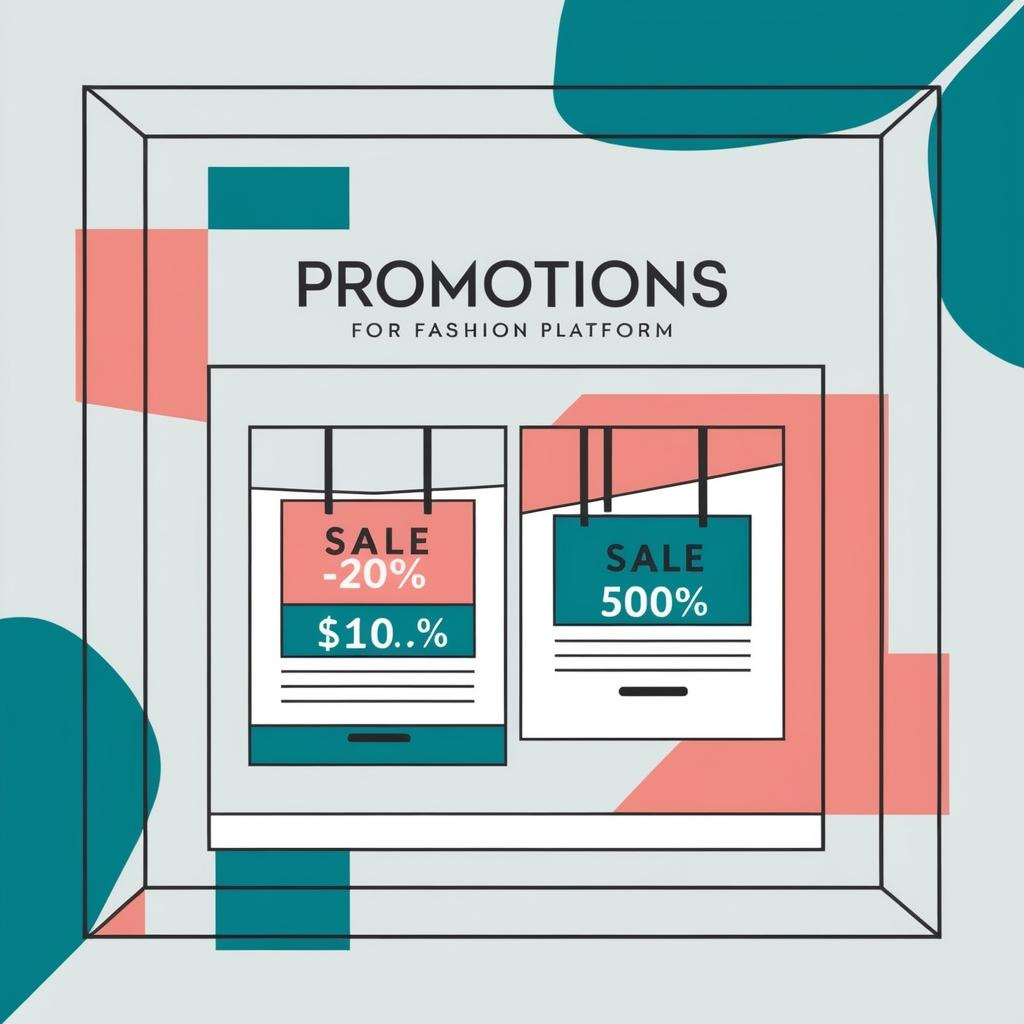 PROMOTIONS
FOR FASHION PLATFORM
SALE
-20%
$10..%
SALE
500%